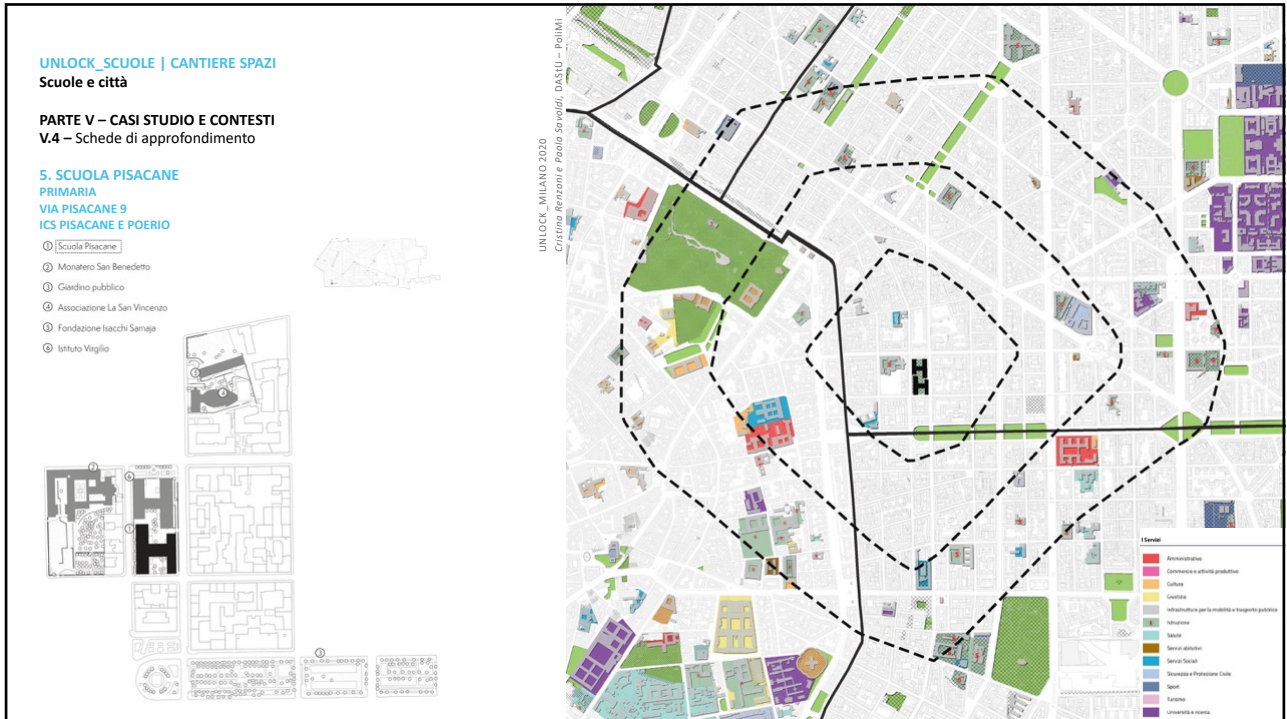 UNLOCK_SCUOLE | CANTIERE SPAZI
Scuole e città
PARTE V – CASI STUDIO E CONTESTI
V.4 – Schede di approfondimento
5. SCUOLA PISACANE
PRIMARIA
VIA PISACANE 9
ICS PISACANE E POERIO
1 Scuola Pisacane
2 Monatero San Benedetto
3 Giardino pubblico
4 Associazione La San Vincenzo
5 Fondazione Isacchi Samaja
6 Istituto Virgilio
UNLOCK_MILANO 2020
Cristina Renzoni e Paola Savoldi, DAStU – PoliMi
I Servizi
Amministrativo
Commercio e attività produttive
Cultura
Giustizia
Infrastrutture per la mobilità e trasporto pubblico
Istruzione
Salute
Servizi abitativi
Servizi Sociali
Sicurezza e Protezione Civile
Sport
Turismo
Università e ricerca